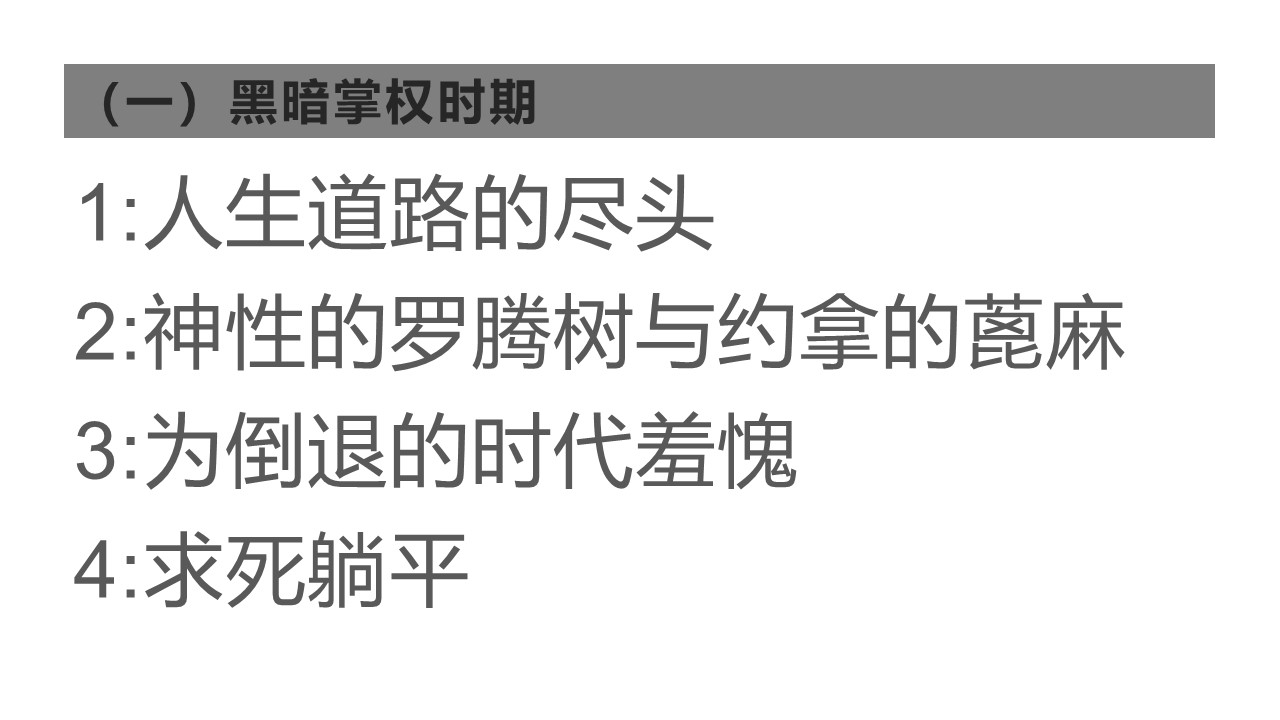 （一）黑暗掌权时期
1:人生道路的尽头
2:神性的罗腾树与约拿的蓖麻
3:为倒退的时代羞愧
4:求死躺平